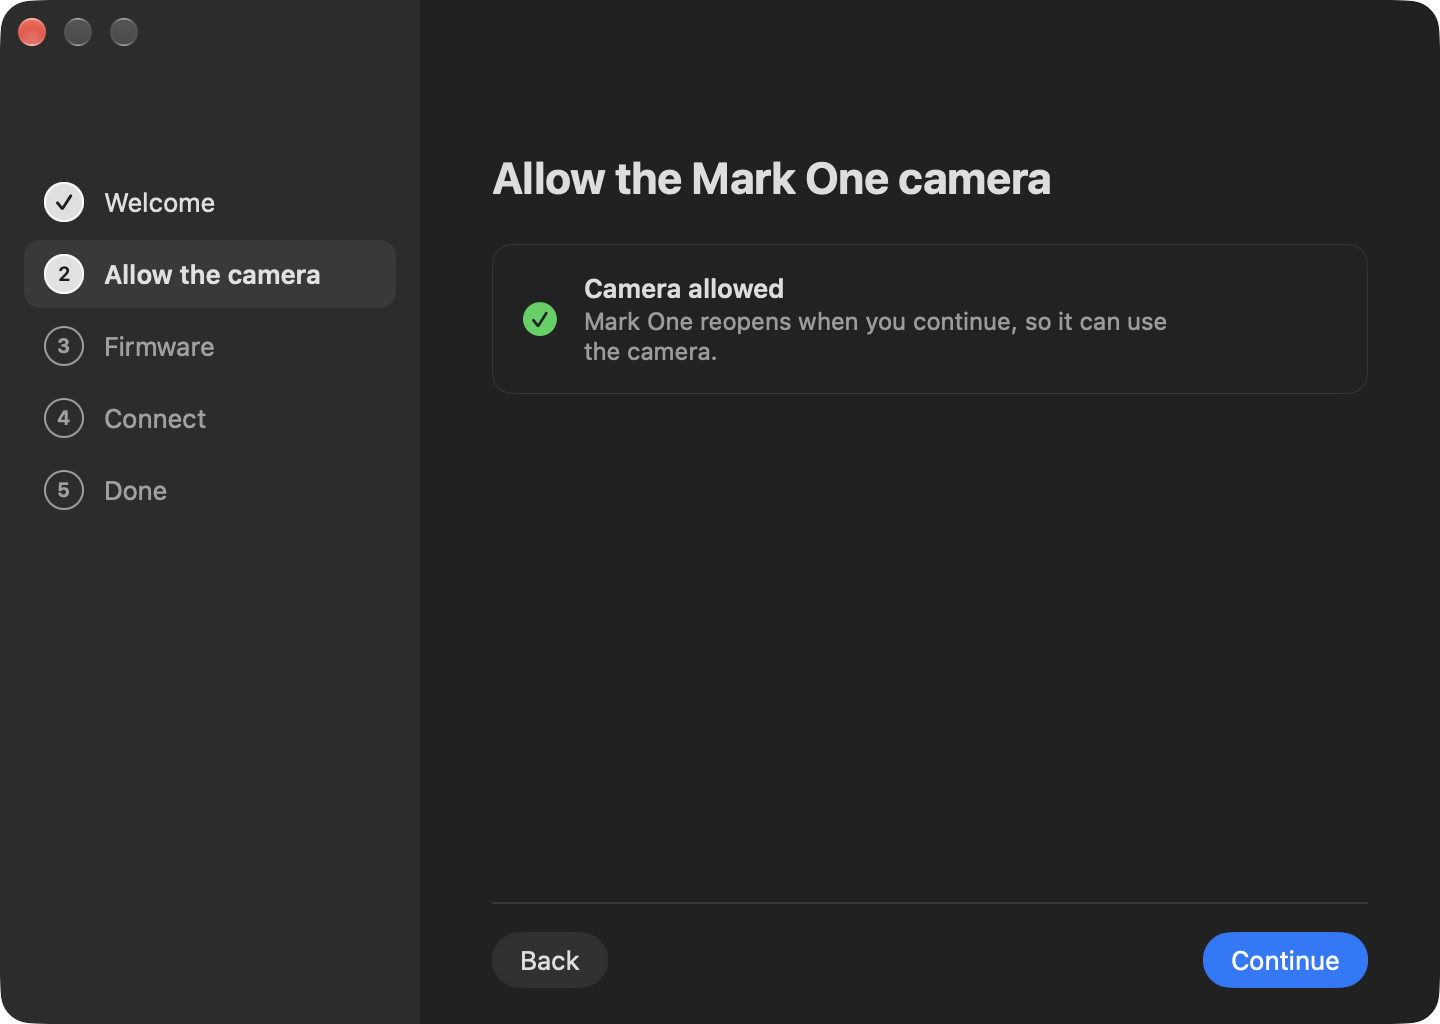 Welcome
2 Allow the camera
3 Firmware
4 Connect
5 Done
Allow the Mark One camera
Camera allowed
Mark One reopens when you continue, so it can use
the camera.
Back
Continue